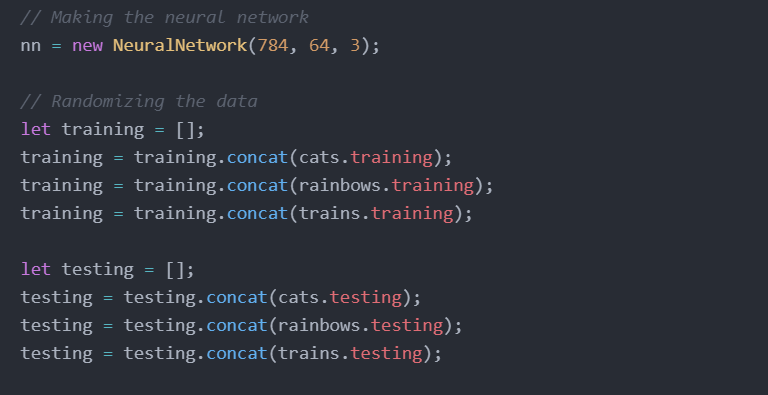 // Making the neural network
nn = new NeuralNetwork(784, 64, 3);
// Randomizing the data
let training = [];
training = training.concat(cats.training);
training = training.concat(rainbows.training);
training = training.concat(trains.training);
let testing = [];
testing = testing.concat(cats.testing);
testing = testing.concat(rainbows.testing);
testing = testing.concat(trains.testing);